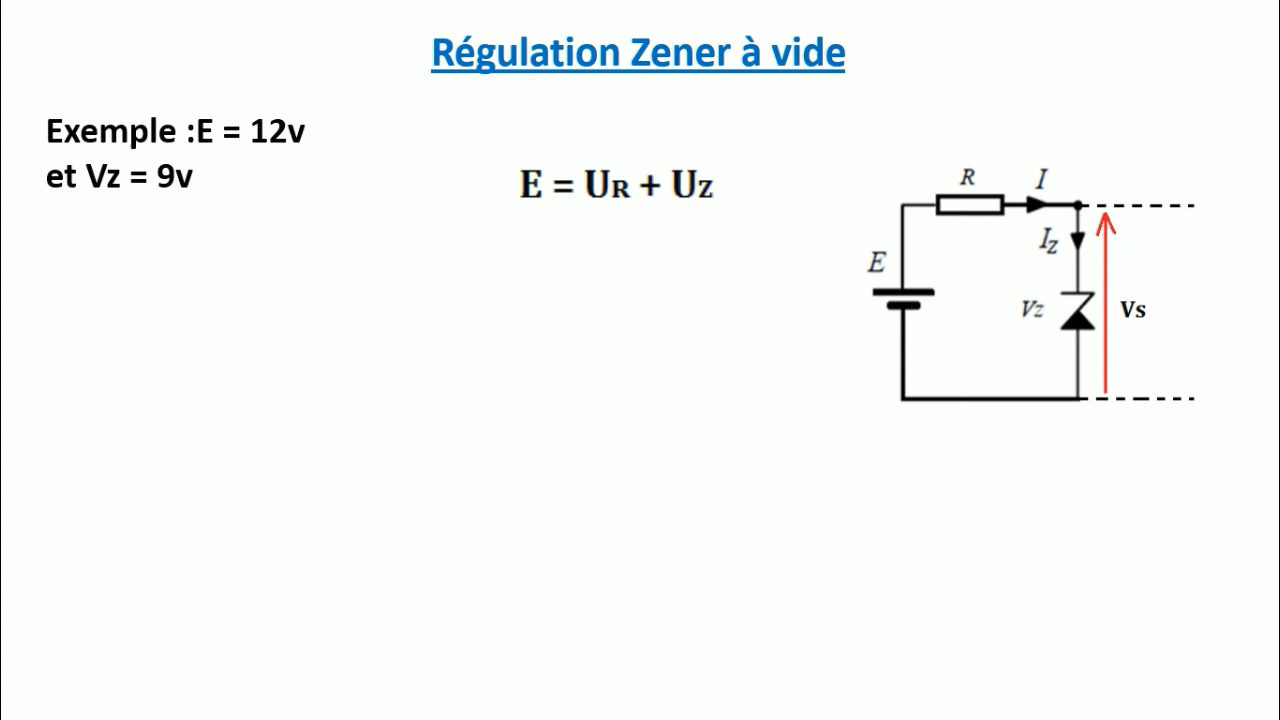 Régulation Zener à vide
Exemple :E = 12v
et Vz = 9v
E = UR + UZ
R
I
Iz
E
Vz
Vs